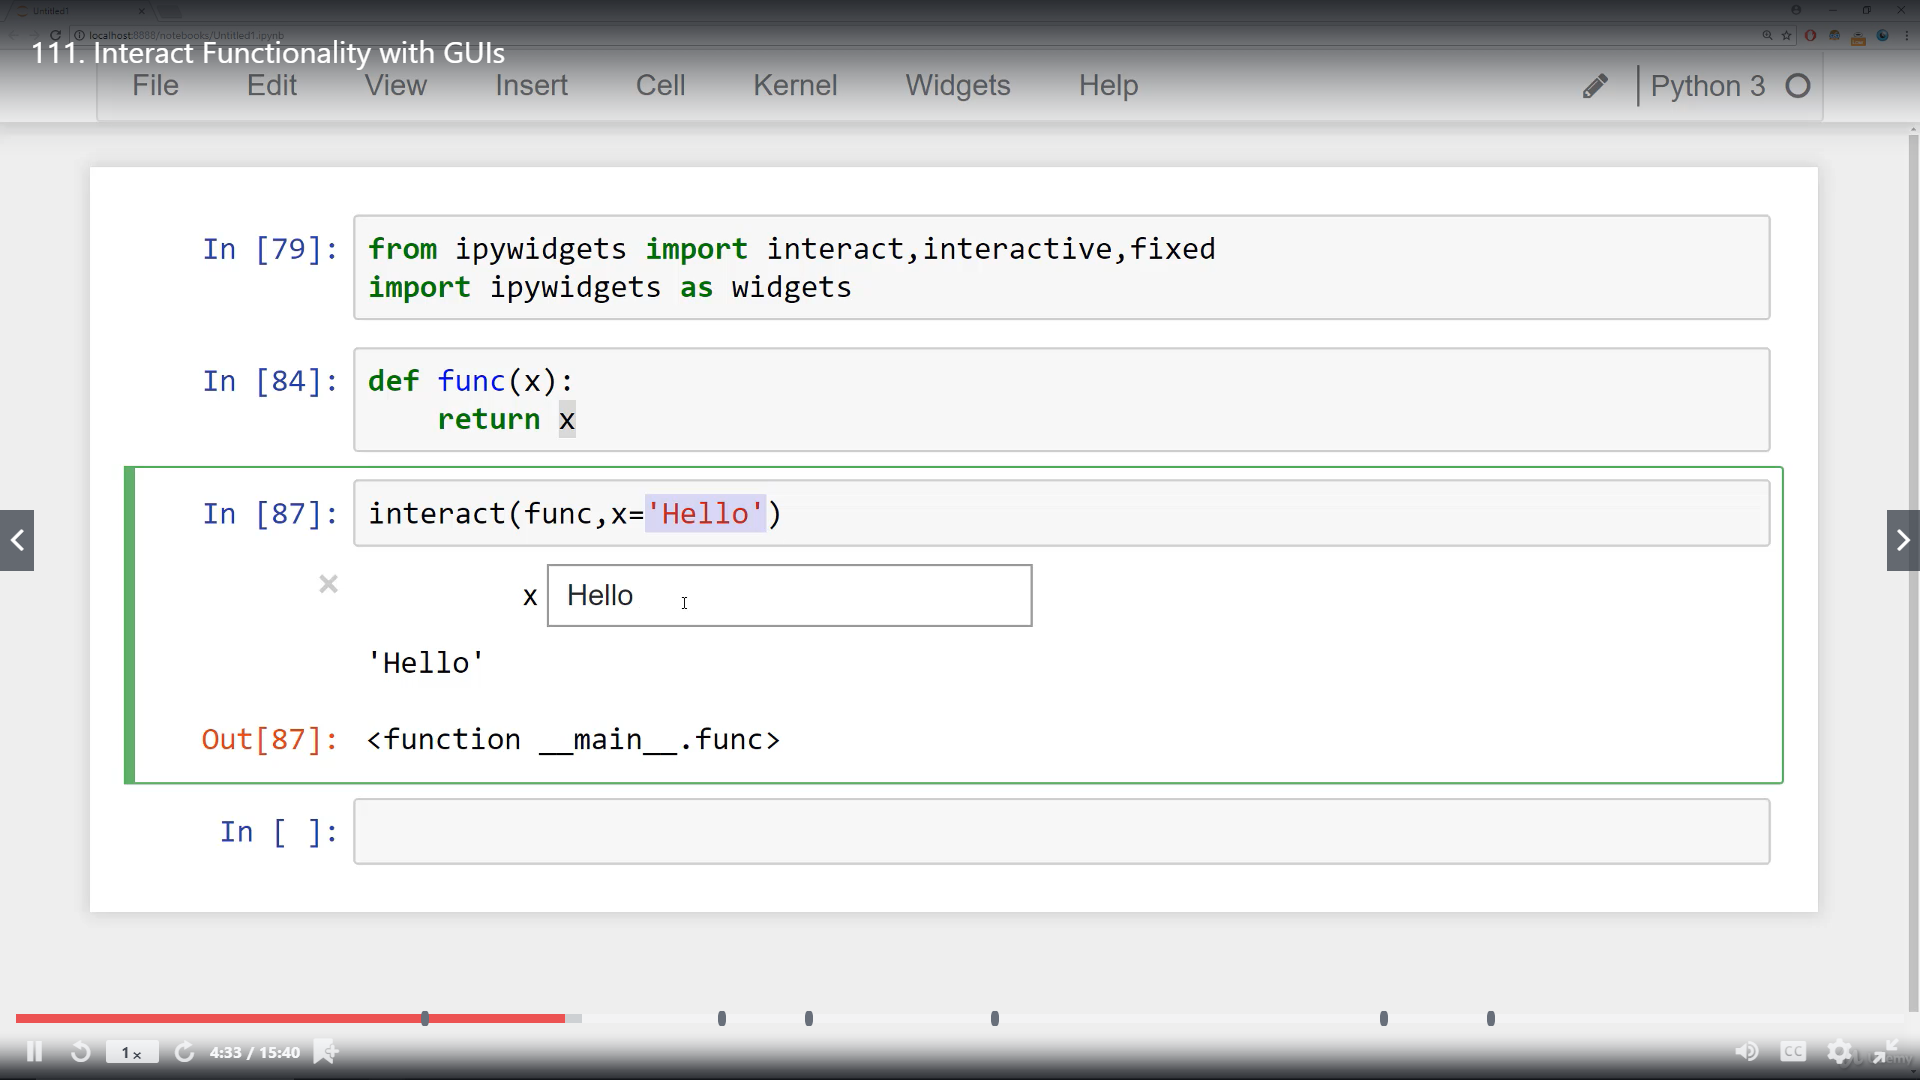 Untitled1
localhost:8888/notebooks/Untitled1.ipynb
111. Interact Functionality with GUIs
File Edit View Insert Cell Kernel Widgets Help Python 3
In [79]: from ipywidgets import interact,interactive,fixed
import ipywidgets as widgets
In [84]: def func(x):
return x
In [87]: interact(func,x='Hello')
x Hello
'Hello'
Out[87]: <function __main__.func>
In [ ]:
1x 4:33 / 15:40 CC